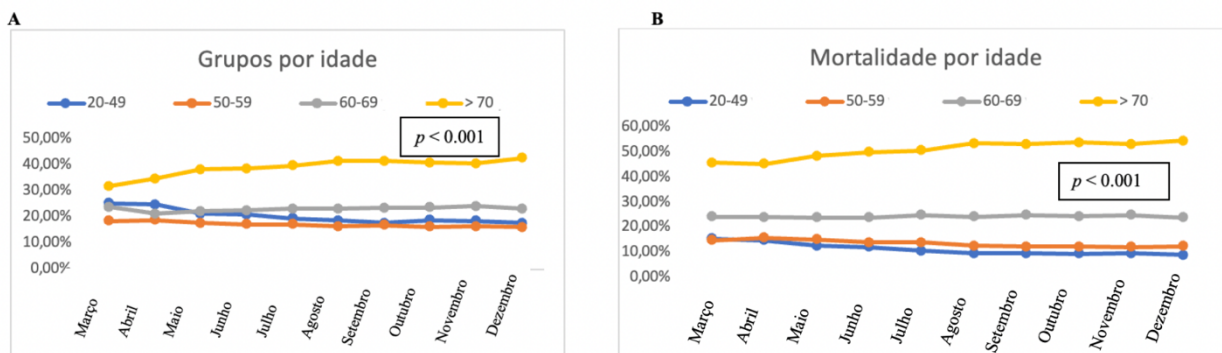 A
Grupos por idade
20-49 50-59 60-69 > 70
p < 0.001
50,00%
40,00%
30,00%
20,00%
10,00%
0,00%
Março Abril Maio Junho Julho Agosto Setembro Outubro Novembro Dezembro
B
Mortalidade por idade
20-49 50-59 60-69 > 70
60,00%
50,00%
40,00%
30,00%
20,00%
10,00%
0,00%
p < 0.001
Março Abril Maio Junho Julho Agosto Setembro Outubro Novembro Dezembro